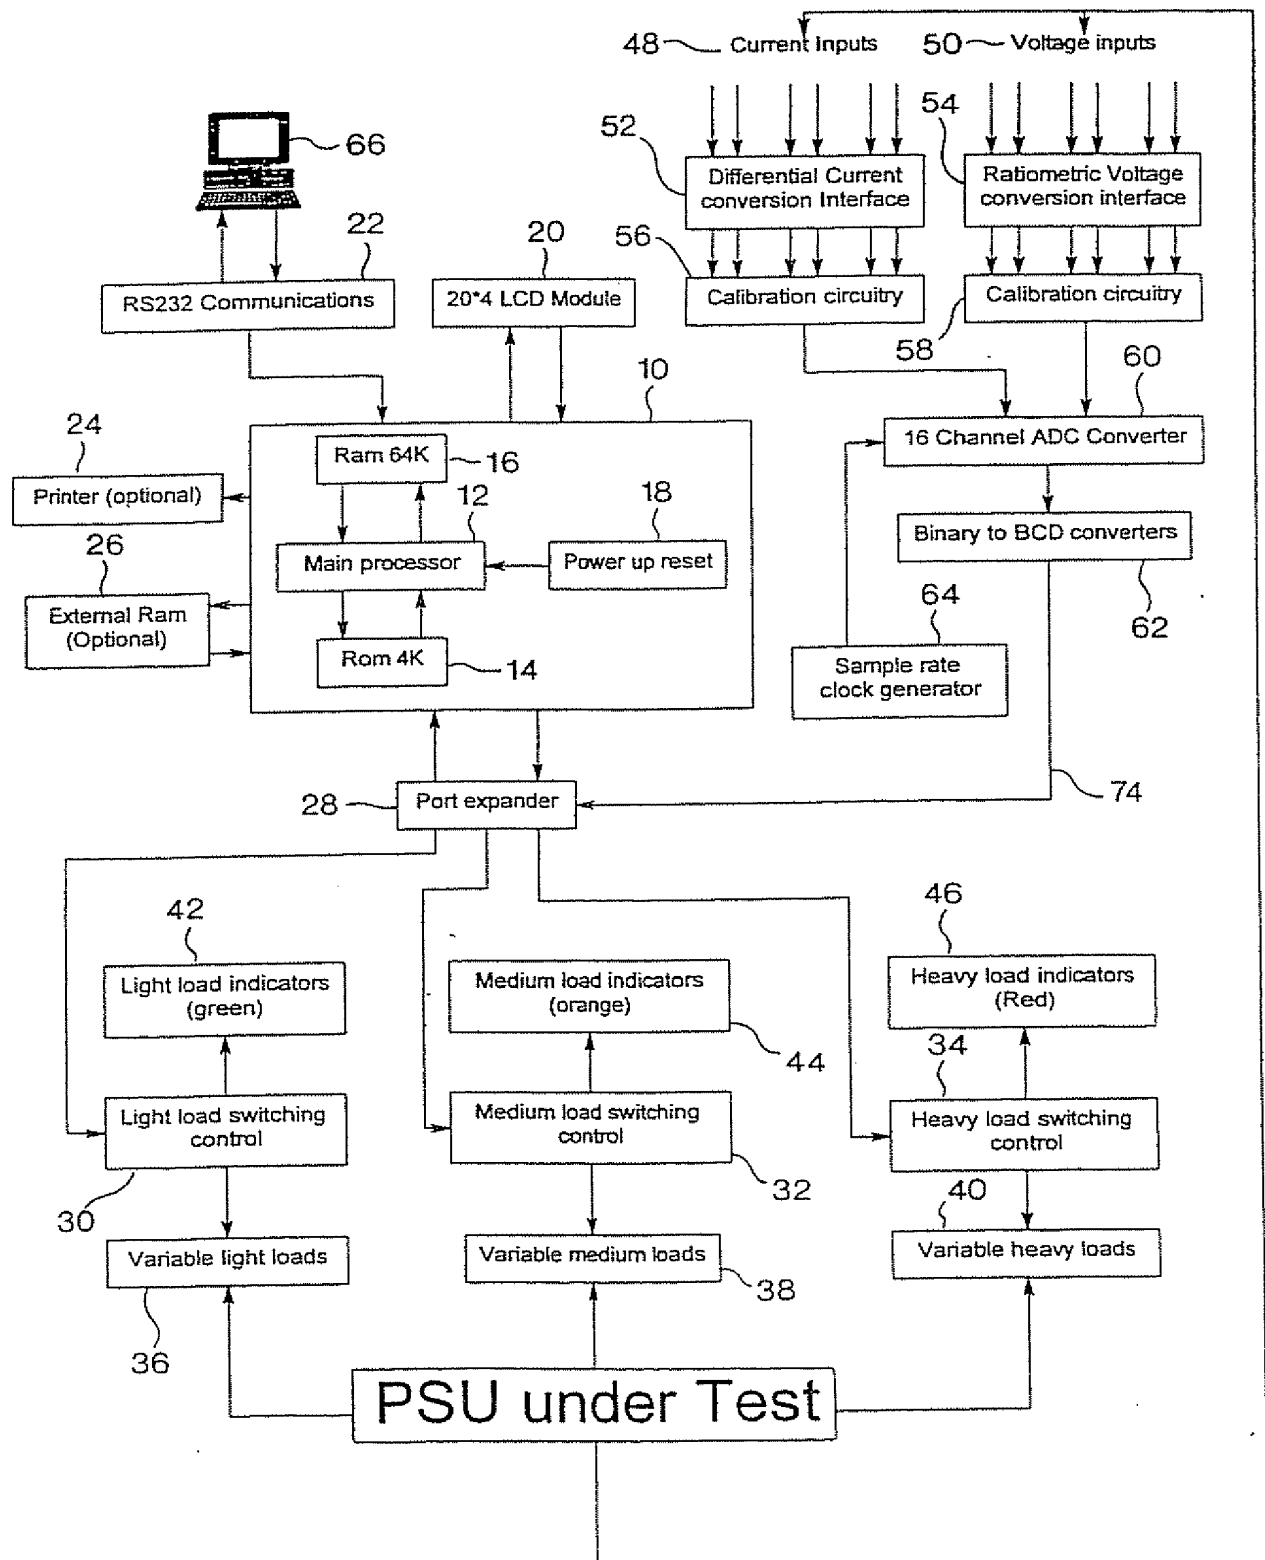 48
Current Inputs
50
Voltage inputs
66
52
54
Differential Current
conversion Interface
Ratiometric Voltage
conversion interface
22
20
56
RS232 Communications
20*4 LCD Module
Calibration circuitry
Calibration circuitry
58
10
60
24
Ram 64K
16
16 Channel ADC Converter
Printer (optional)
12
18
26
Main processor
Power up reset
Binary to BCD converters
External Ram
(Optional)
64
62
Rom 4K
14
Sample rate
clock generator
28
Port expander
74
42
46
Light load indicators
(green)
Medium load indicators
(orange)
Heavy load indicators
(Red)
44
34
Light load switching
control
Medium load switching
control
Heavy load switching
control
30
32
40
Variable light loads
Variable medium loads
Variable heavy loads
38
36
PSU under Test